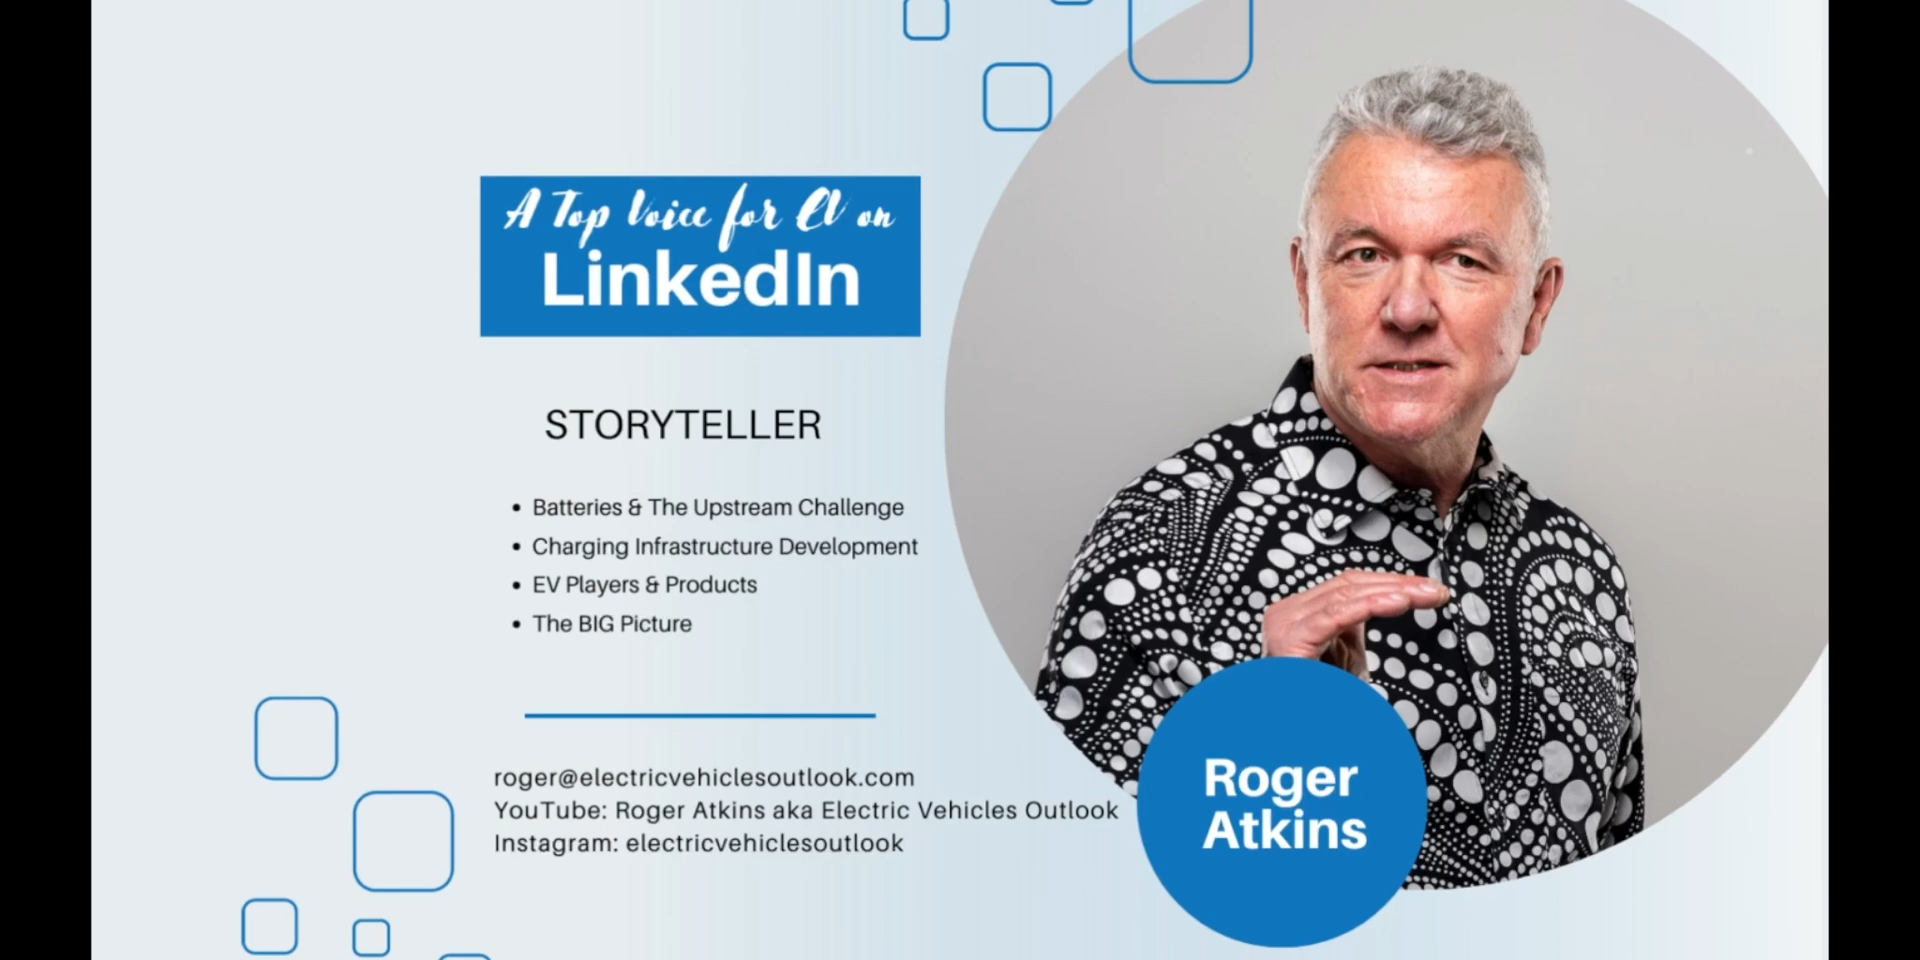 A Top Voice for EV on
LinkedIn
STORYTELLER
• Batteries & The Upstream Challenge
• Charging Infrastructure Development
• EV Players & Products
• The BIG Picture
roger@electricvehiclesoutlook.com
YouTube: Roger Atkins aka Electric Vehicles Outlook
Instagram: electricvehiclesoutlook
Roger
Atkins